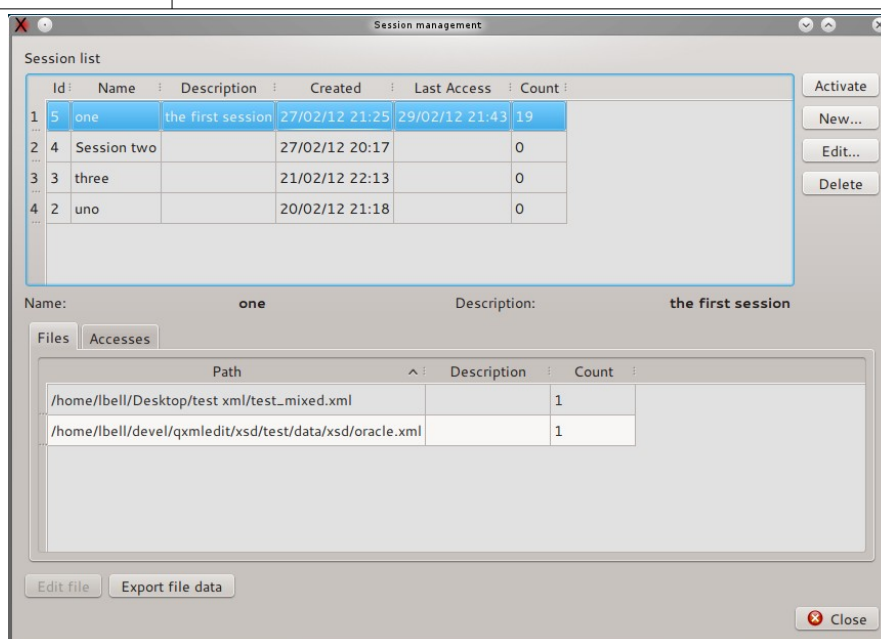 Session management
Session list
Id Name Description Created Last Access Count
Activate
1 5 one the first session 27/02/12 21:25 29/02/12 21:43 19
New...
2 4 Session two 27/02/12 20:17 0
Edit...
3 3 three 21/02/12 22:13 0
Delete
4 2 uno 20/02/12 21:18 0
Name: one Description: the first session
Files Accesses
Path Description Count
/home/lbell/Desktop/test xml/test_mixed.xml 1
/home/lbell/devel/qxmledit/xsd/test/data/xsd/oracle.xml 1
Edit file Export file data
Close